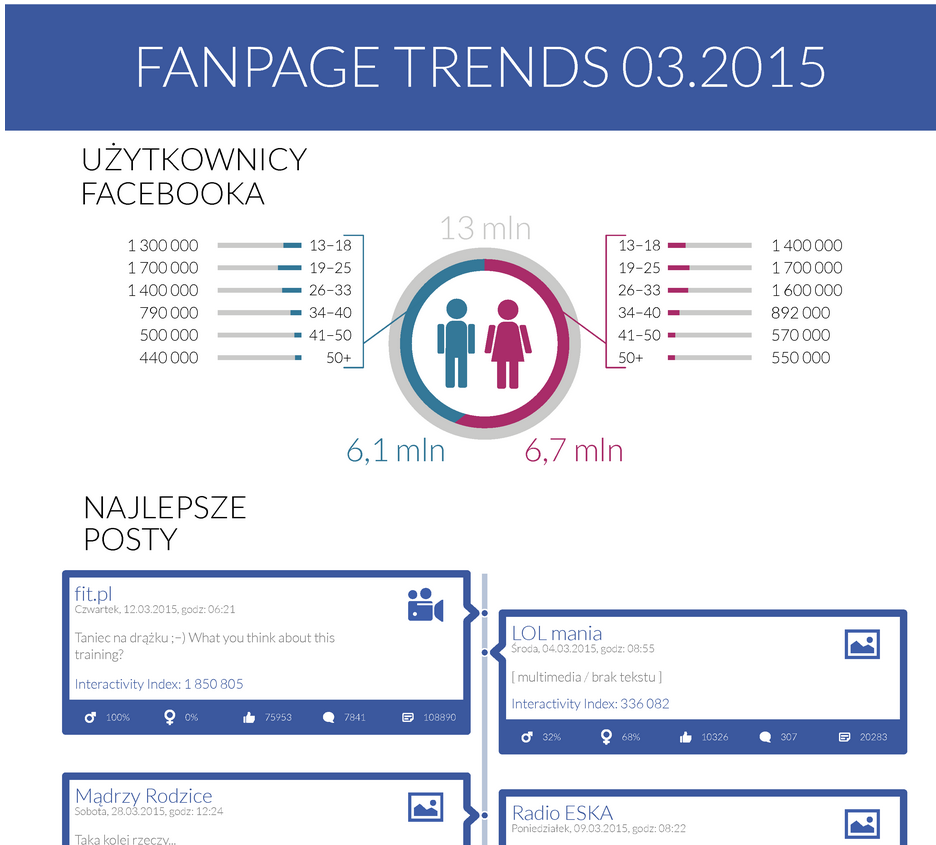 FANPAGE TRENDS 03.2015
UŻYTKOWNICY
FACEBOOKA
13 mln
1 300 000 13–18
1 700 000 19–25
1 400 000 26–33
790 000 34–40
500 000 41–50
440 000 50+
13–18 1 400 000
19–25 1 700 000
26–33 1 600 000
34–40 892 000
41–50 570 000
50+ 550 000
6,1 mln
6,7 mln
NAJLEPSZE
POSTY
fit.pl
Czwartek, 12.03.2015, godz: 06:21
Taniec na drążku ;–) What you think about this
training?
Interactivity Index: 1 850 805
100% 0% 75953 7841 108890
LOL mania
Środa, 04.03.2015, godz: 08:55
[ multimedia / brak tekstu ]
Interactivity Index: 336 082
32% 68% 10326 307 20283
Mądrzy Rodzice
Sobota, 28.03.2015, godz: 12:24
Taka kolej rzeczy...
Radio ESKA
Poniedziałek, 09.03.2015, godz: 08:22